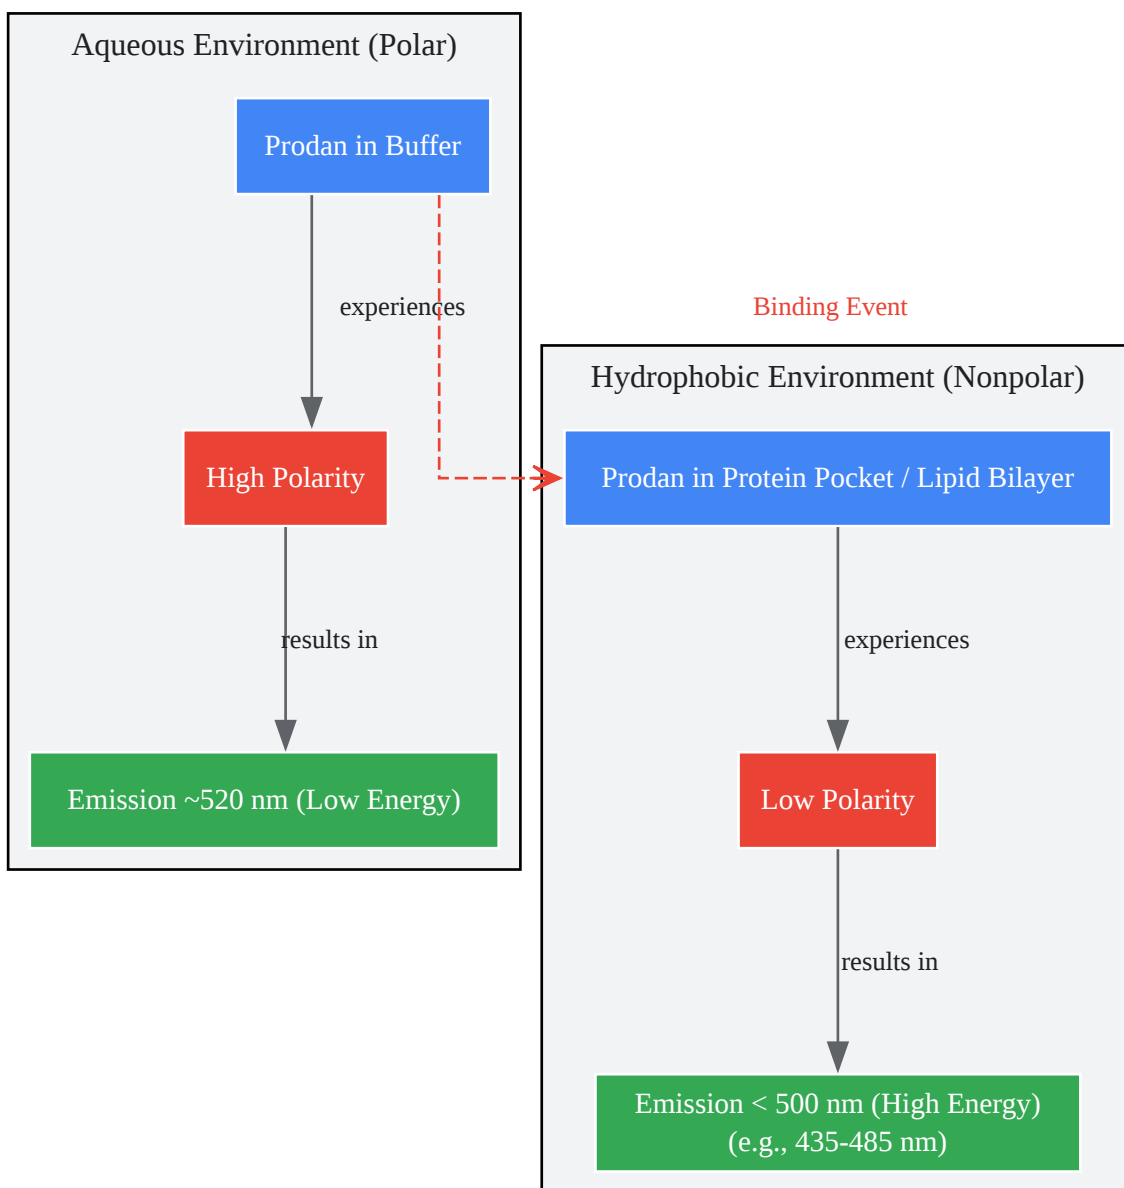 Aqueous Environment (Polar)
Prodan in Buffer
experiences
High Polarity
results in
Emission ~520 nm (Low Energy)
Binding Event
Hydrophobic Environment (Nonpolar)
Prodan in Protein Pocket / Lipid Bilayer
experiences
Low Polarity
results in
Emission < 500 nm (High Energy)
(e.g., 435-485 nm)